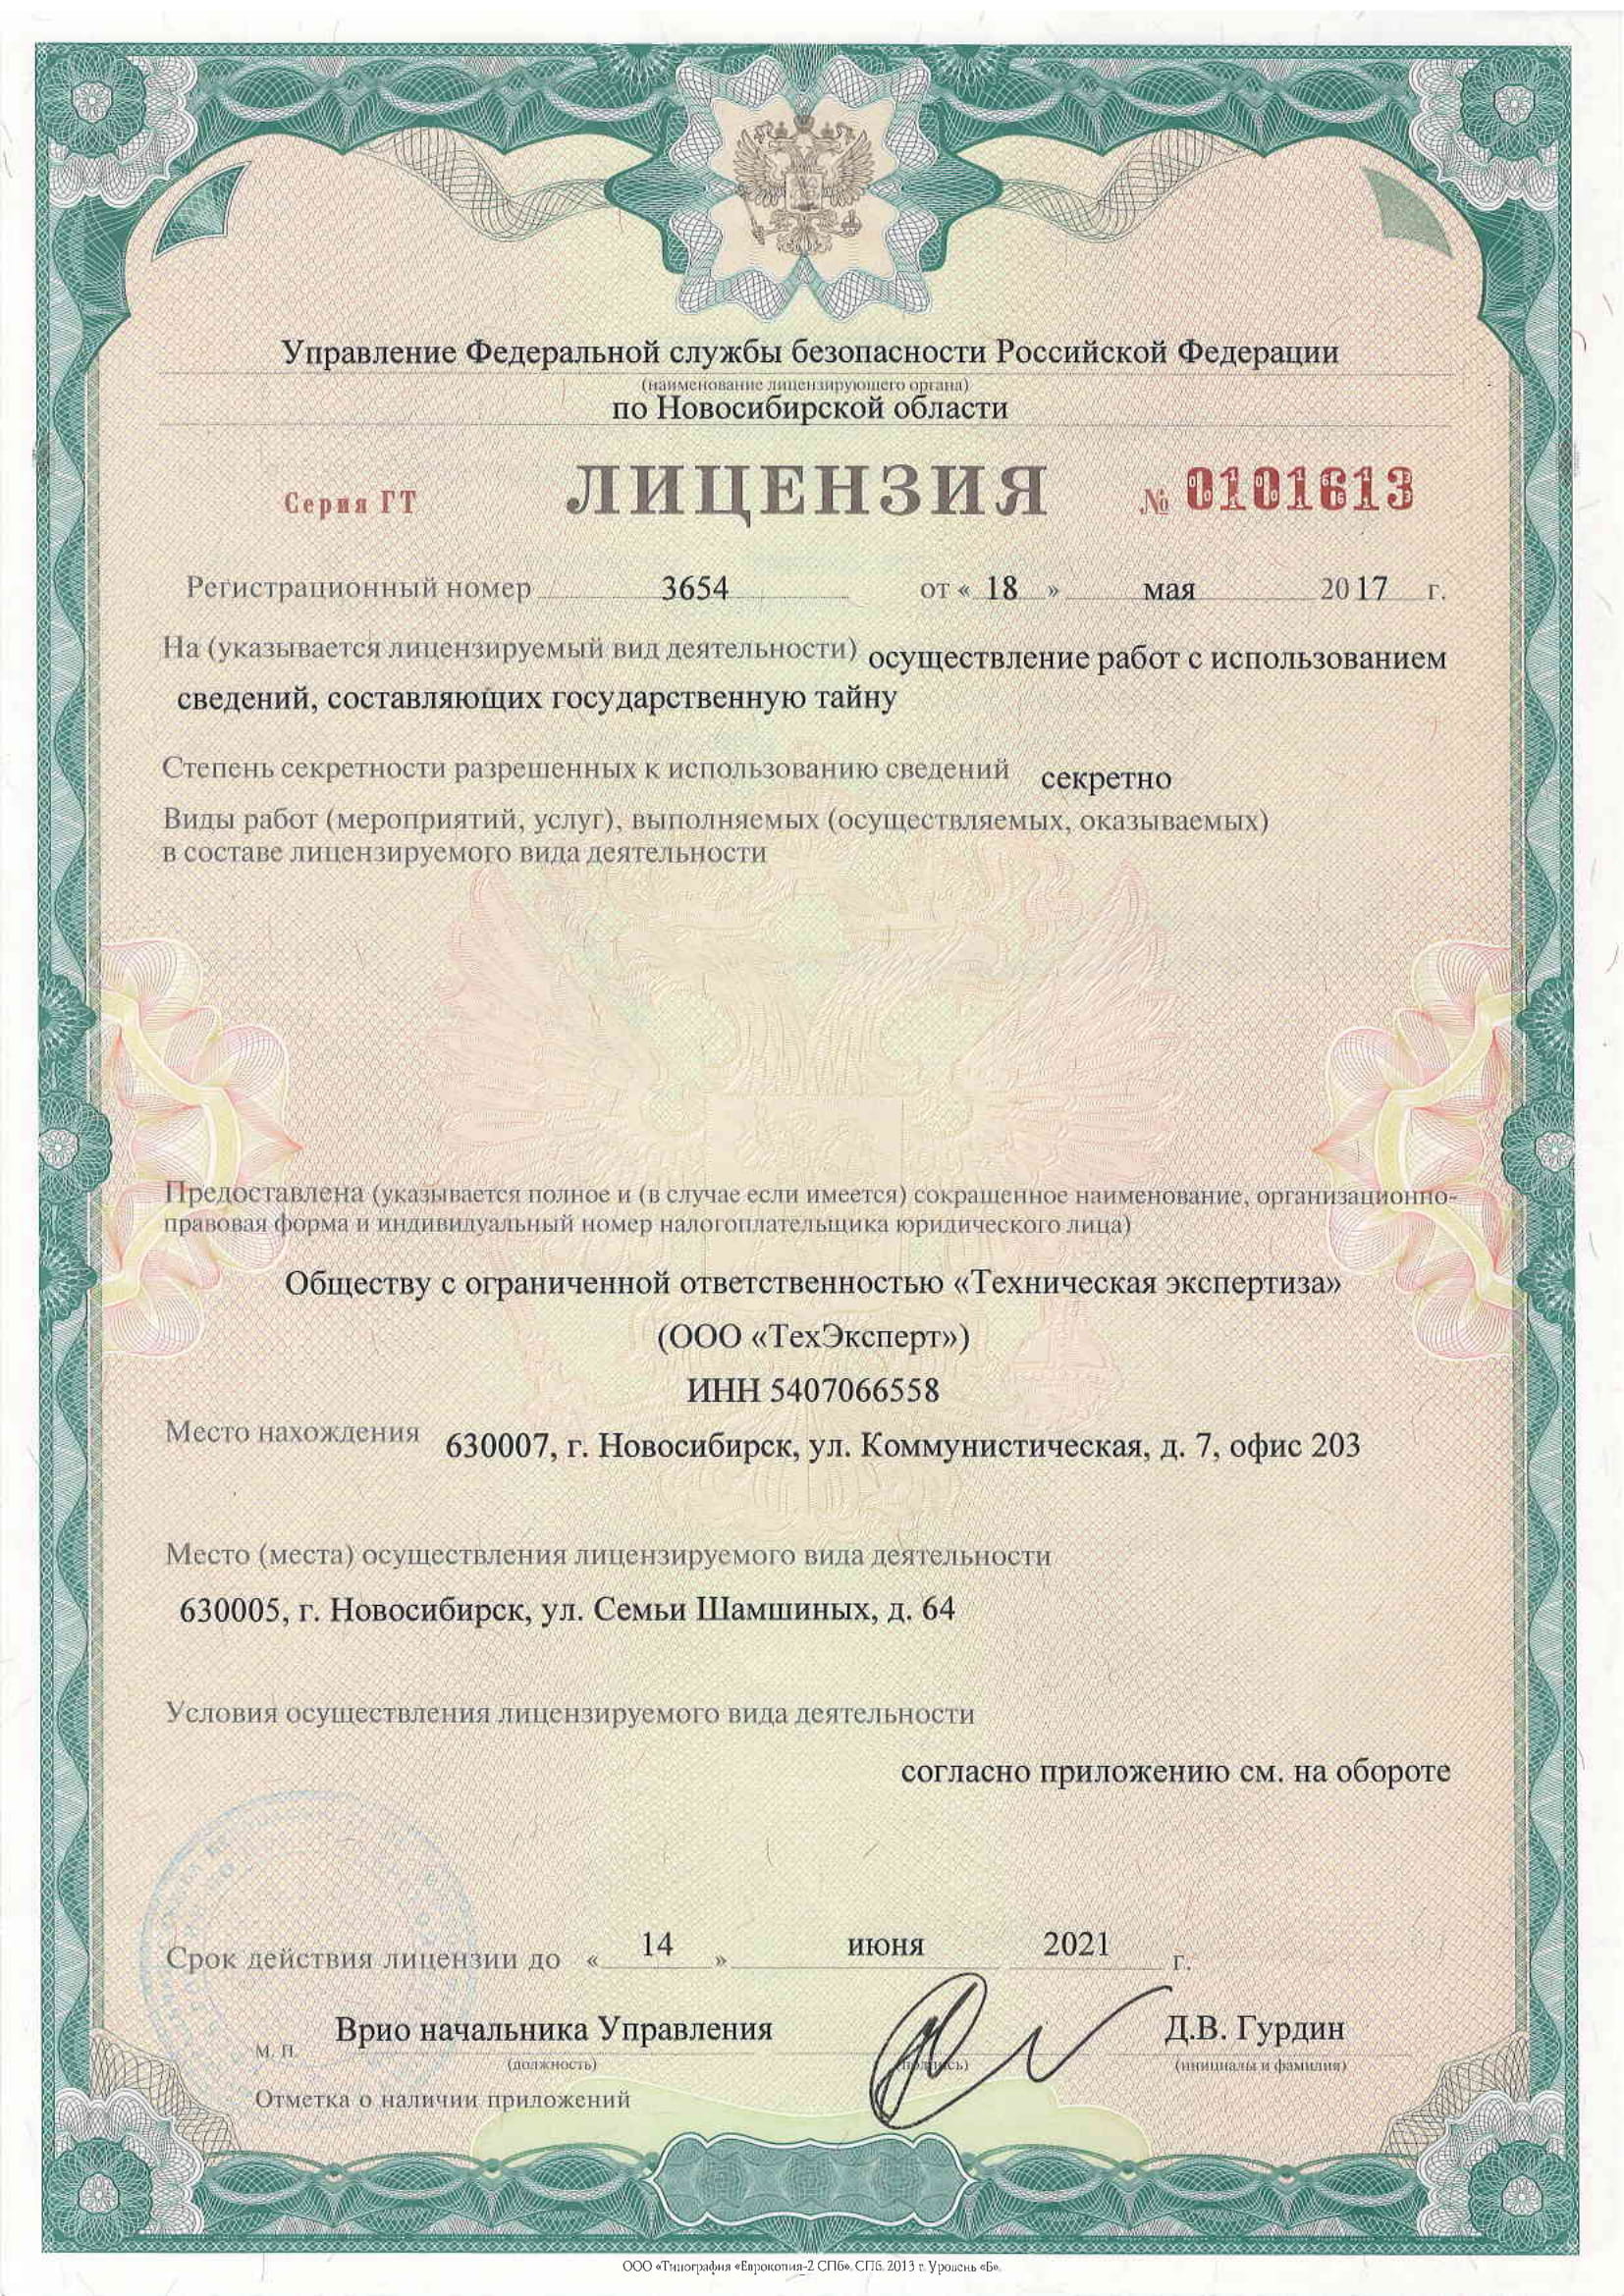 Управление Федеральной службы безопасности Российской Федерации
(наименование лицензирующего органа)
по Новосибирской области
Серия ГТ ЛИЦЕНЗИЯ № 0101613
Регистрационный номер 3654 от « 18 » мая 2017 г.
На (указывается лицензируемый вид деятельности) осуществление работ с использованием
сведений, составляющих государственную тайну
Степень секретности разрешенных к использованию сведений секретно
Виды работ (мероприятий, услуг), выполняемых (осуществляемых, оказываемых)
в составе лицензируемого вида деятельности
Предоставлена (указывается полное и (в случае если имеется) сокращенное наименование, организационно-
правовая форма и индивидуальный номер налогоплательщика юридического лица)
Обществу с ограниченной ответственностью «Техническая экспертиза»
(ООО «ТехЭксперт»)
ИНН 5407066558
Место нахождения 630007, г. Новосибирск, ул. Коммунистическая, д. 7, офис 203
Место (места) осуществления лицензируемого вида деятельности
630005, г. Новосибирск, ул. Семьи Шамшиных, д. 64
Условия осуществления лицензируемого вида деятельности
согласно приложению см. на обороте
Срок действия лицензии до « 14 » июня 2021 г.
Врио начальника Управления Д.В. Гурдин
М. П. (должность) (подпись) (инициалы и фамилия)
Отметка о наличии приложений
ООО «Типография «Еврокопия-2 СПб». СПб. 2013 г. Уровень «Б».